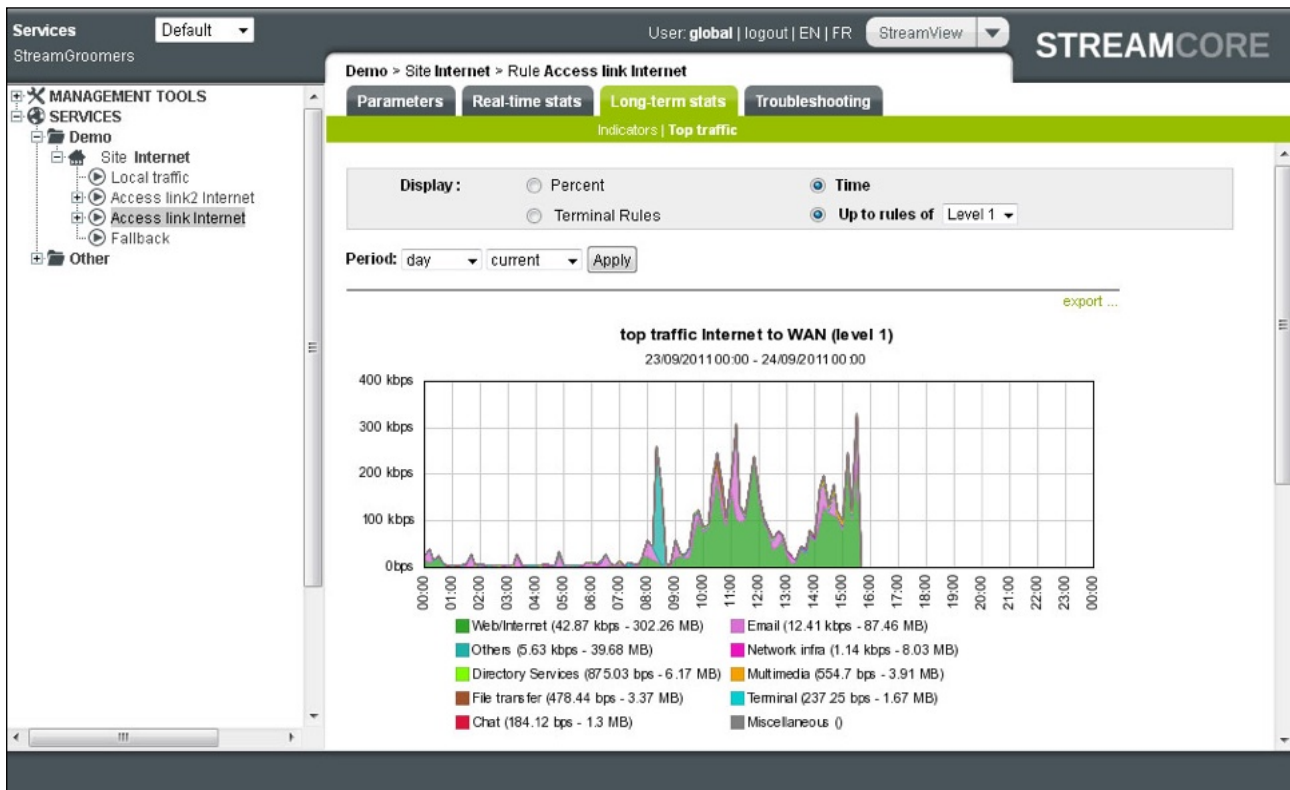 Services Default
StreamGroomers
User: global | logout | EN | FR StreamView
STREAMCORE
Demo > Site Internet > Rule Access link Internet
Parameters Real-time stats Long-term stats Troubleshooting
Indicators | Top traffic
MANAGEMENT TOOLS
SERVICES
Demo
Site Internet
Local traffic
Access link2 Internet
Access link Internet
Fallback
Other
Display : Percent Time
Terminal Rules Up to rules of Level 1
Period: day current Apply
export ...
top traffic Internet to WAN (level 1)
23/09/2011 00:00 - 24/09/2011 00:00
400 kbps
300 kbps
200 kbps
100 kbps
0 bps
00:00 01:00 02:00 03:00 04:00 05:00 06:00 07:00 08:00 09:00 10:00 11:00 12:00 13:00 14:00 15:00 16:00 17:00 18:00 19:00 20:00 21:00 22:00 23:00 00:00
Web/Internet (42.87 kbps - 302.26 MB) Email (12.41 kbps - 87.46 MB)
Others (5.63 kbps - 39.68 MB) Network infra (1.14 kbps - 8.03 MB)
Directory Services (875.03 bps - 6.17 MB) Multimedia (554.7 bps - 3.91 MB)
File transfer (478.44 bps - 3.37 MB) Terminal (237.25 bps - 1.67 MB)
Chat (184.12 bps - 1.3 MB) Miscellaneous ()